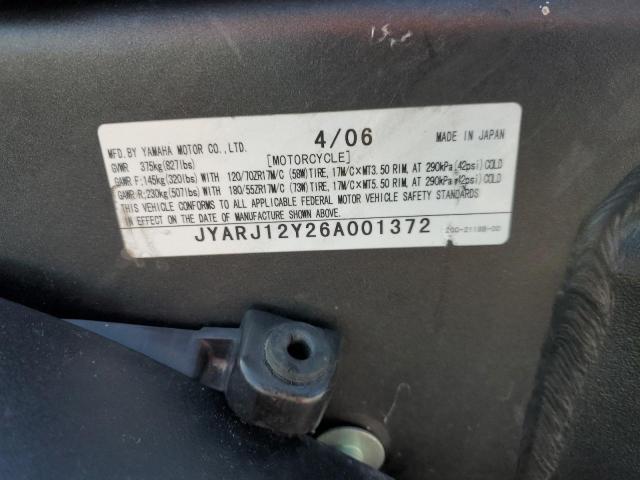 4/06
MFD.BY YAMAHA MOTOR CO.,LTD. MADE IN JAPAN
GVWR 375kg(827lbs) [MOTORCYCLE]
GAWR F:145kg(320lbs)WITH 120/70ZR17M/C (58W)TIRE, 17M/C×MT3.50 RIM, AT 290kPa(42psi)COLD
GAWR-R:230kg(507lbs)WITH 180/55ZR17M/C (73W)TIRE, 17M/C×MT5.50 RIM, AT 290kPa(42psi)COLD
THIS VEHICLE CONFORMS TO ALL APPLICABLE FEDERAL MOTOR VEHICLE SAFETY STANDARDS
IN EFFECT ON THE DATE OF MANUFACTURE SHOWN ABOVE.
JYARJ12Y26A001372